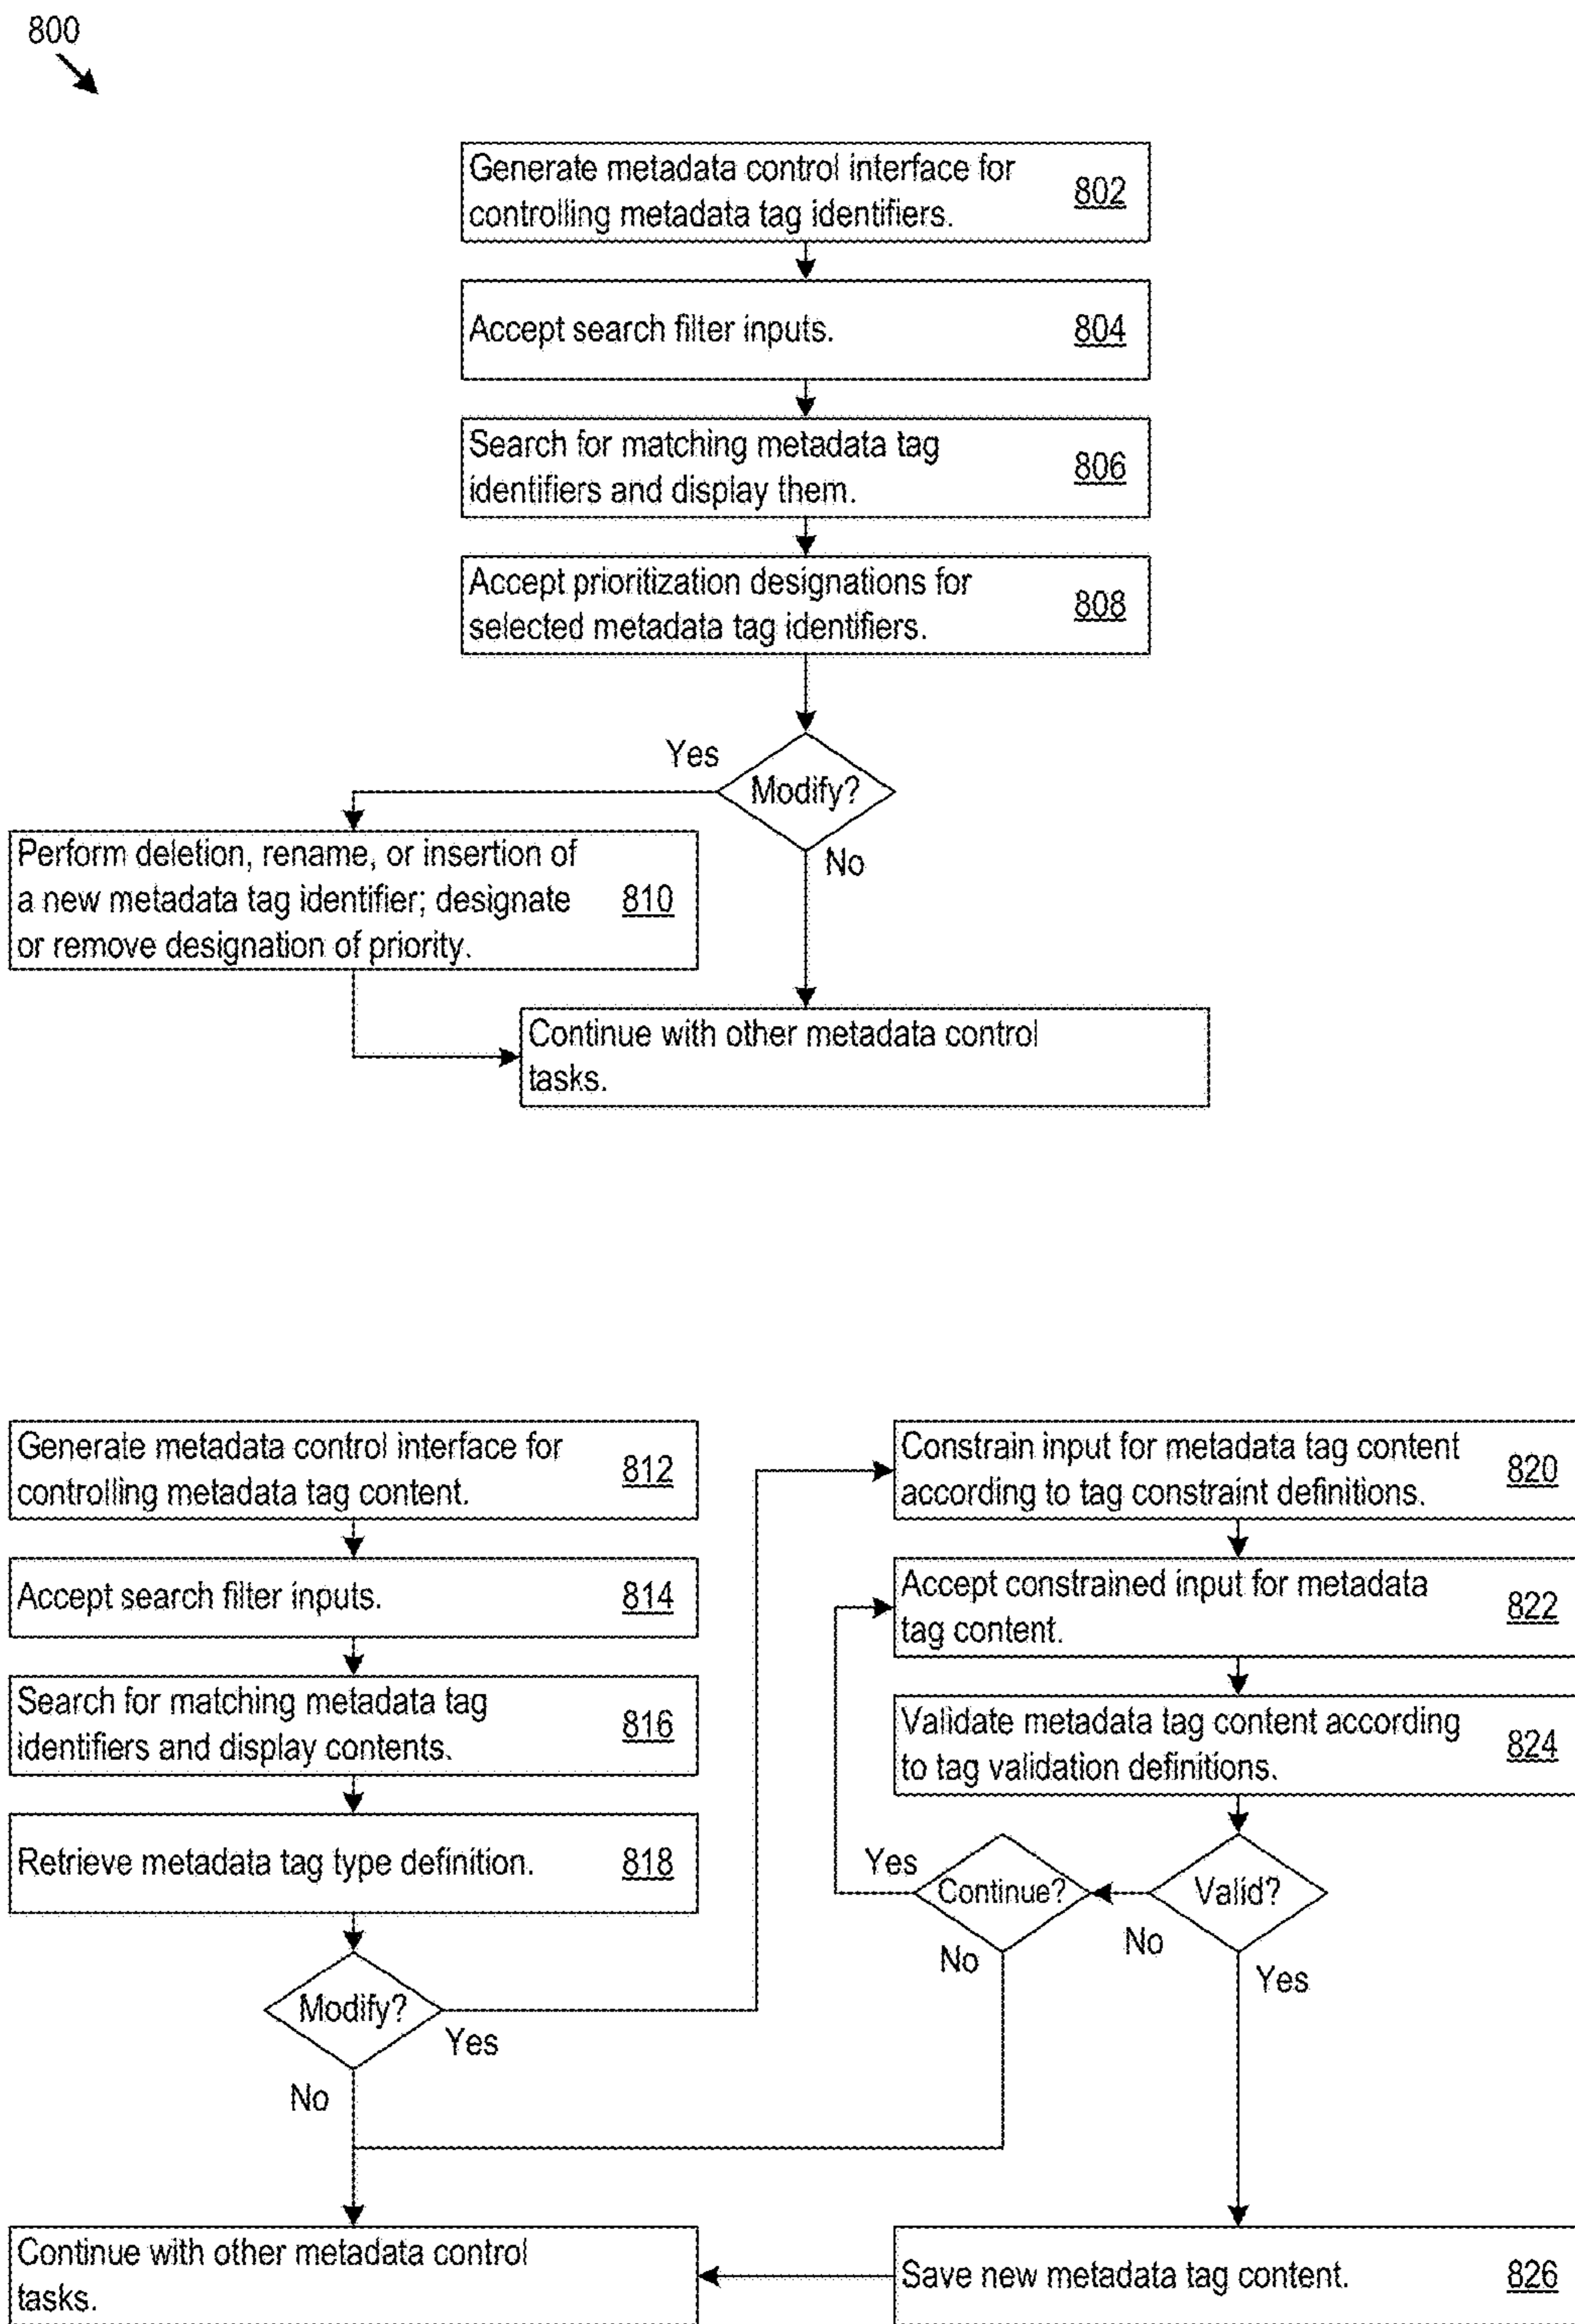 800
Generate metadata control interface for
controlling metadata tag identifiers.
802
Accept search filter inputs.
804
Search for matching metadata tag
identifiers and display them.
806
Accept prioritization designations for
selected metadata tag identifiers.
808
Yes
Modify?
No
Perform deletion, rename, or insertion of
a new metadata tag identifier; designate
or remove designation of priority.
810
Continue with other metadata control
tasks.
Generate metadata control interface for
controlling metadata tag content.
812
Accept search filter inputs.
814
Search for matching metadata tag
identifiers and display contents.
816
Retrieve metadata tag type definition.
818
Modify?
Yes
No
Constrain input for metadata tag content
according to tag constraint definitions.
820
Accept constrained input for metadata
tag content.
822
Validate metadata tag content according
to tag validation definitions.
824
Yes
Continue?
No
Valid?
No
Yes
Continue with other metadata control
tasks.
Save new metadata tag content.
826